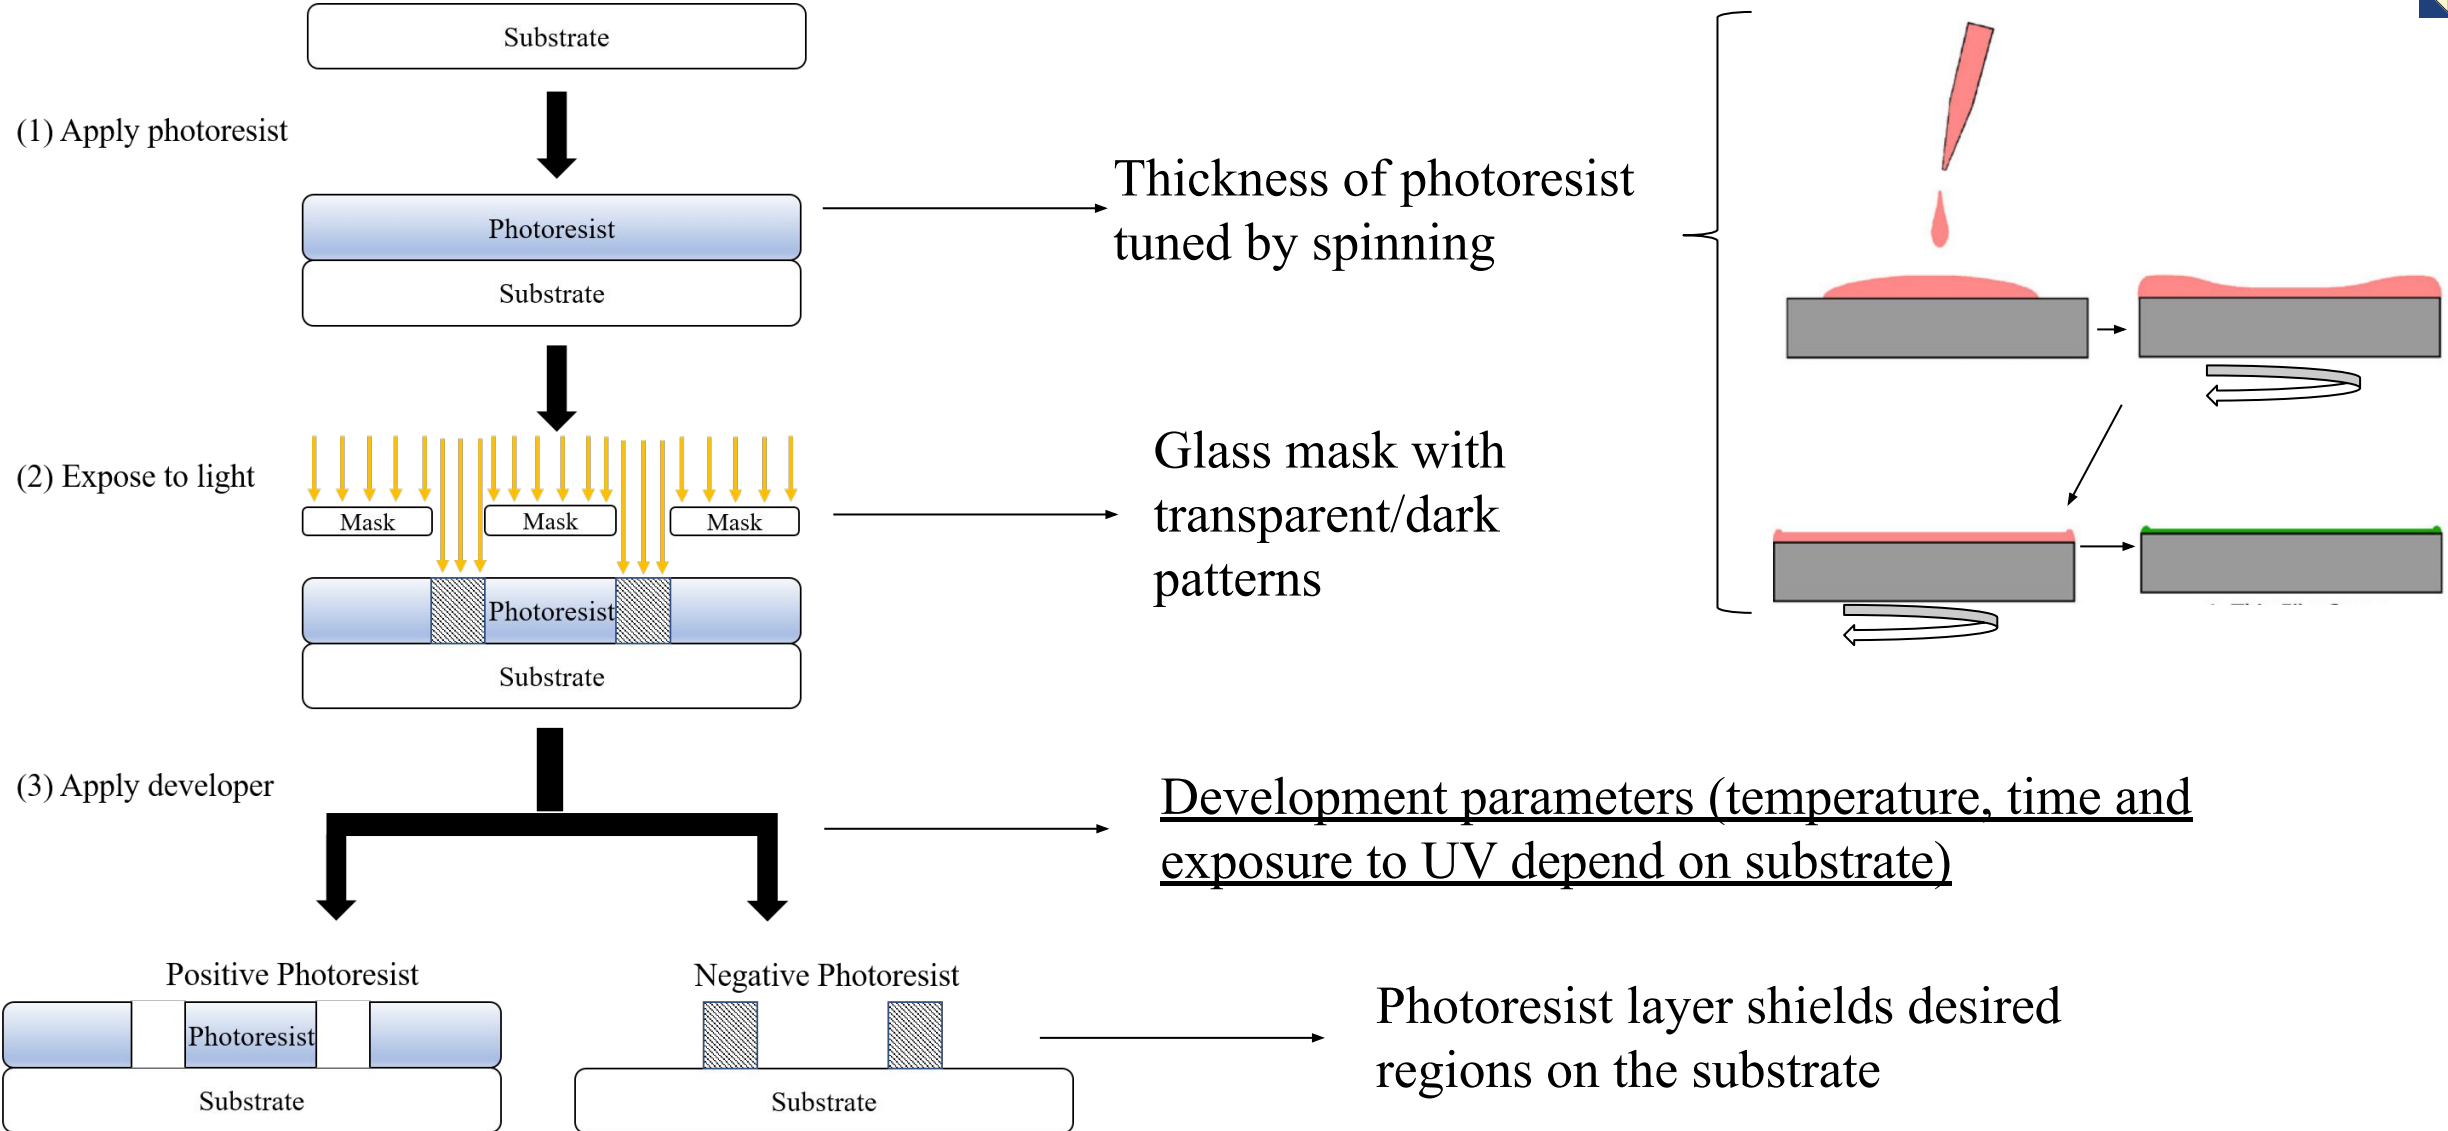 Substrate
(1) Apply photoresist
Photoresist
Substrate
Thickness of photoresist
tuned by spinning
(2) Expose to light
Mask
Mask
Mask
Photoresist
Substrate
Glass mask with
transparent/dark
patterns
(3) Apply developer
Development parameters (temperature, time and
exposure to UV depend on substrate)
Positive Photoresist
Photoresist
Substrate
Negative Photoresist
Substrate
Photoresist layer shields desired
regions on the substrate